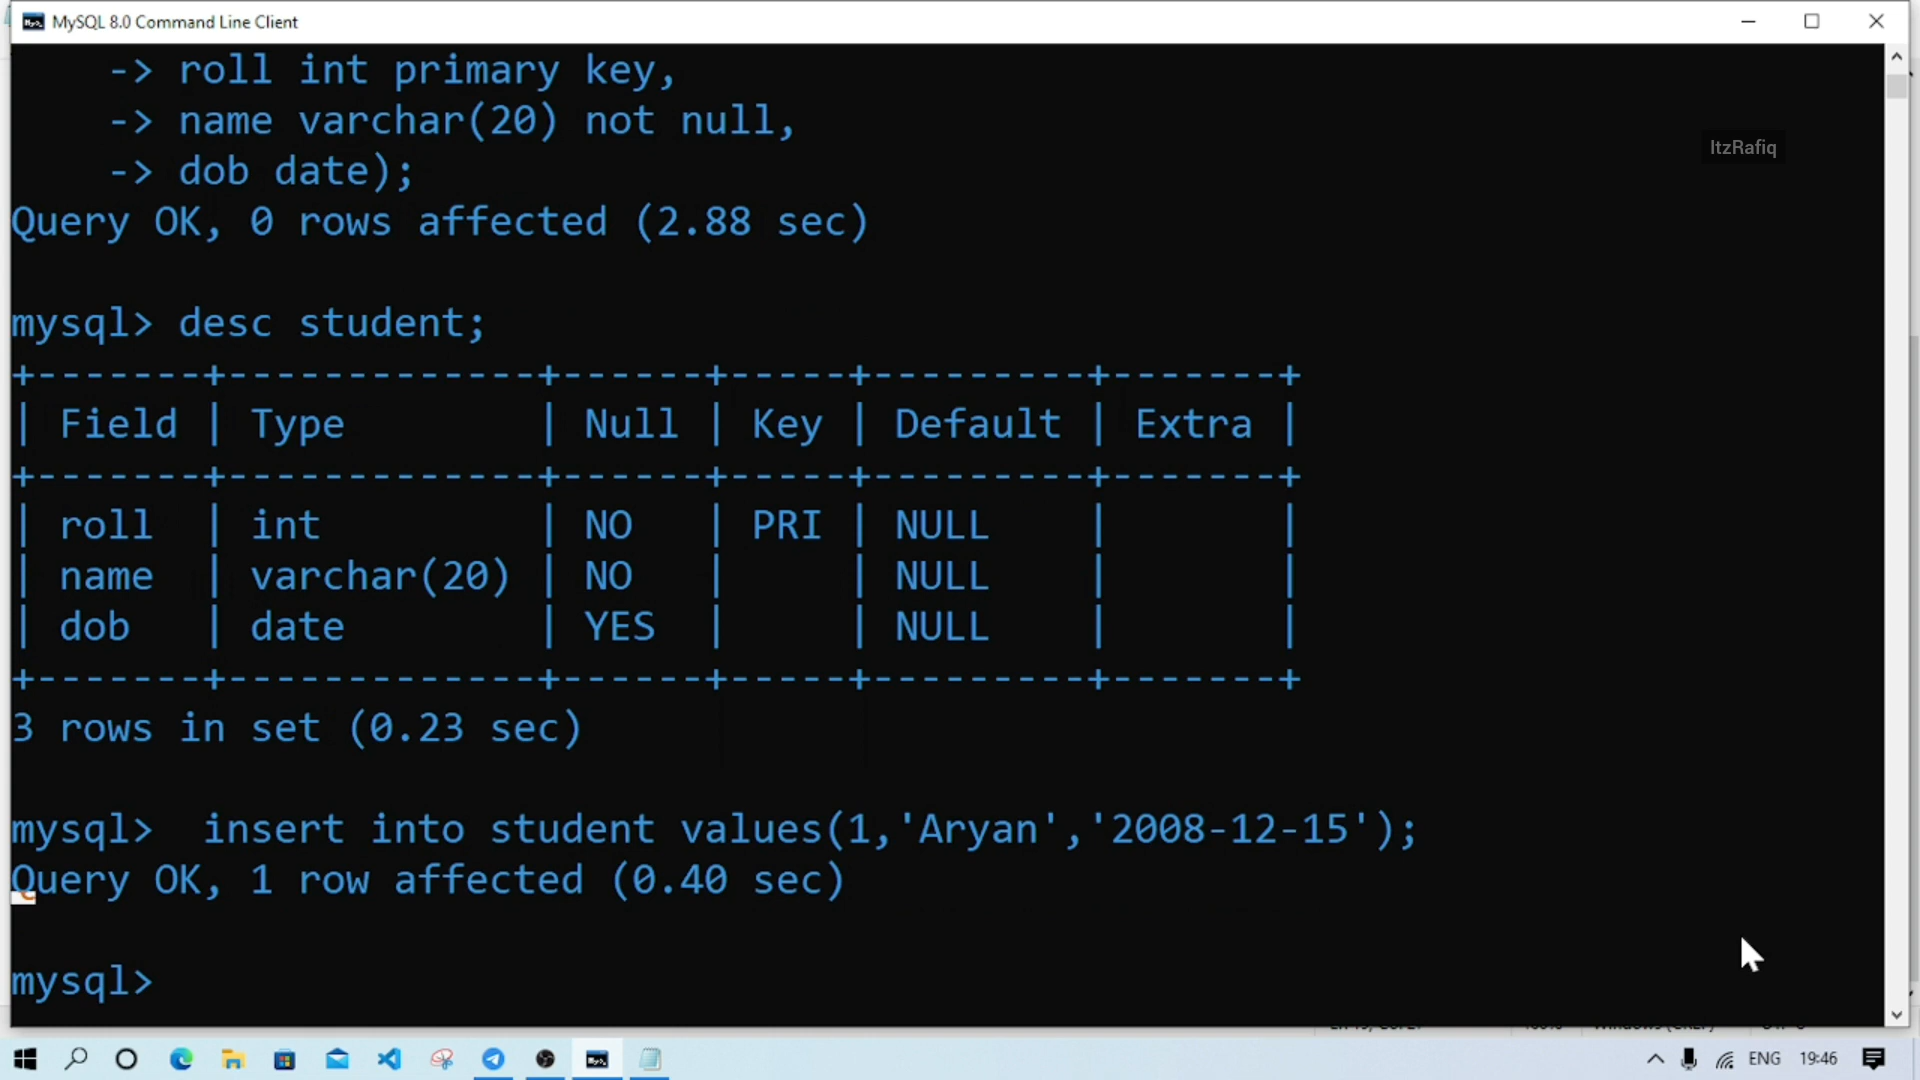 MySQL 8.0 Command Line Client
-> roll int primary key,
-> name varchar(20) not null,
ItzRafiq
-> dob date);
Query OK, 0 rows affected (2.88 sec)
mysql> desc student;
+-------+-------------+------+-----+---------+-------+
| Field | Type        | Null | Key | Default | Extra |
+-------+-------------+------+-----+---------+-------+
| roll  | int         | NO   | PRI | NULL    |       |
| name  | varchar(20) | NO   |     | NULL    |       |
| dob   | date        | YES  |     | NULL    |       |
+-------+-------------+------+-----+---------+-------+
3 rows in set (0.23 sec)
mysql>  insert into student values(1,'Aryan','2008-12-15');
Query OK, 1 row affected (0.40 sec)
mysql>
ENG 19:46